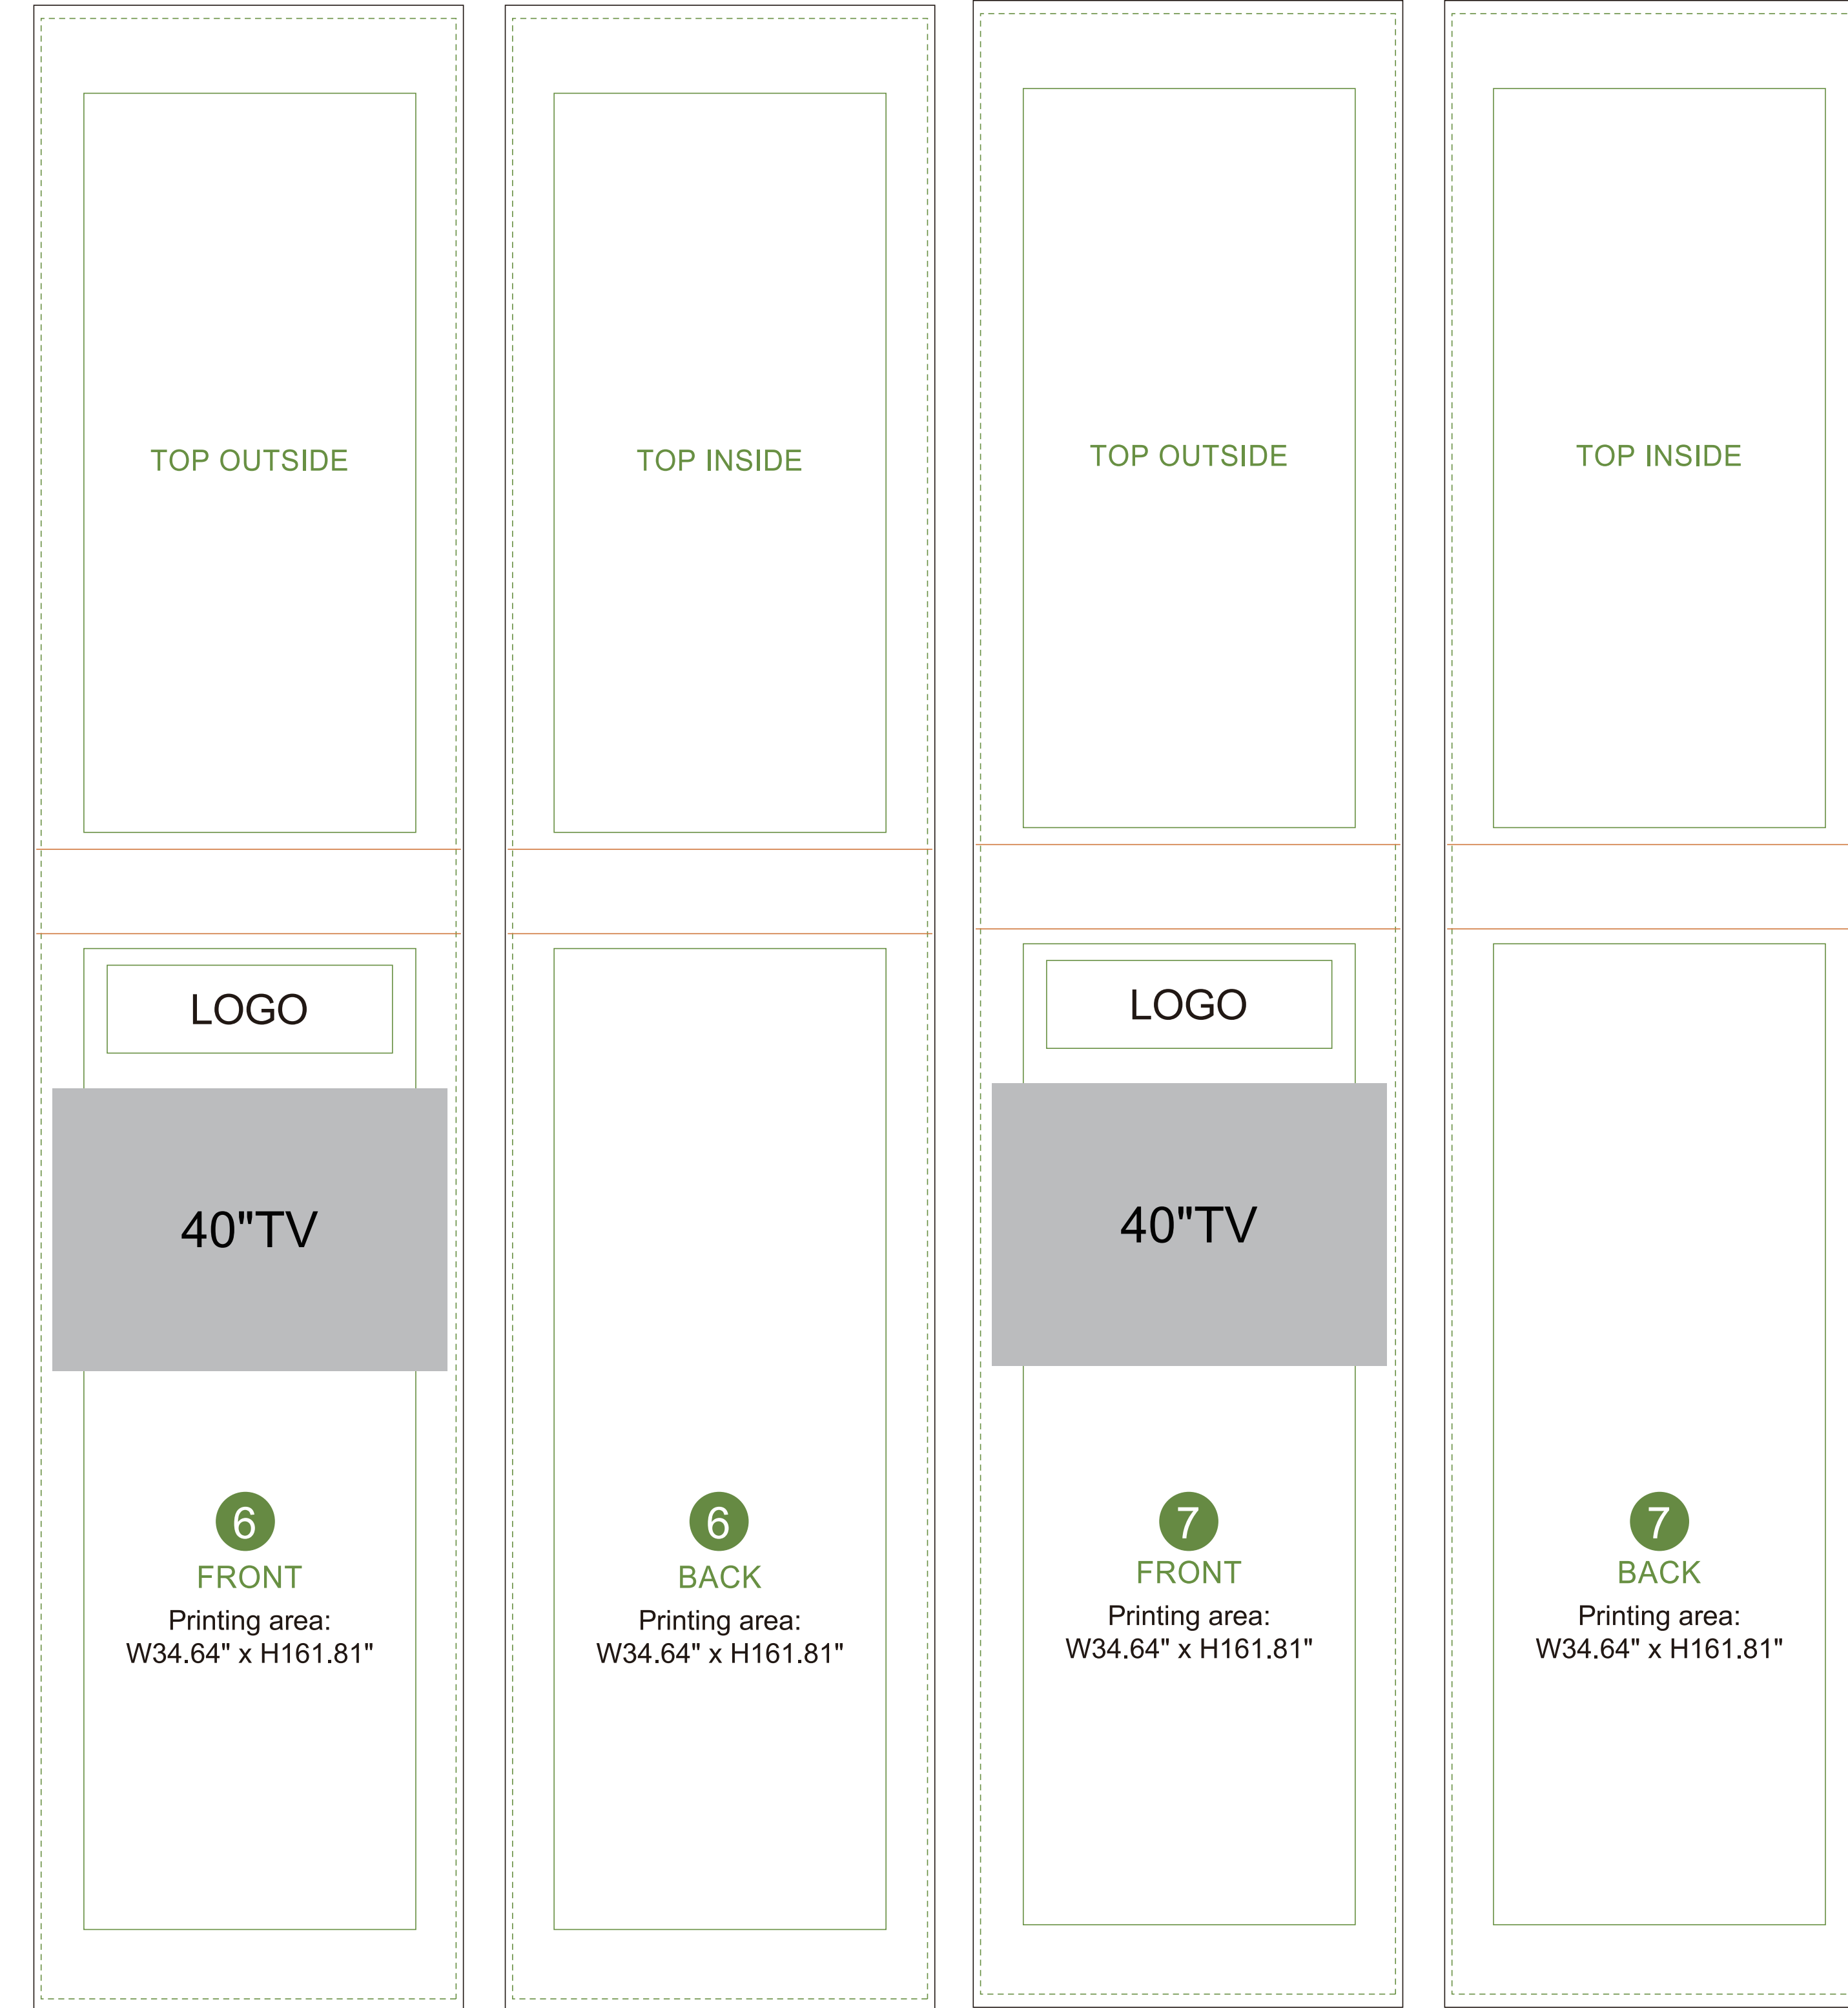 TOP OUTSIDE
LOGO
40"TV
6
FRONT
Printing area:
W34.64" x H161.81"
TOP INSIDE
6
BACK
Printing area:
W34.64" x H161.81"
TOP OUTSIDE
LOGO
40"TV
7
FRONT
Printing area:
W34.64" x H161.81"
TOP INSIDE
7
BACK
Printing area:
W34.64" x H161.81"